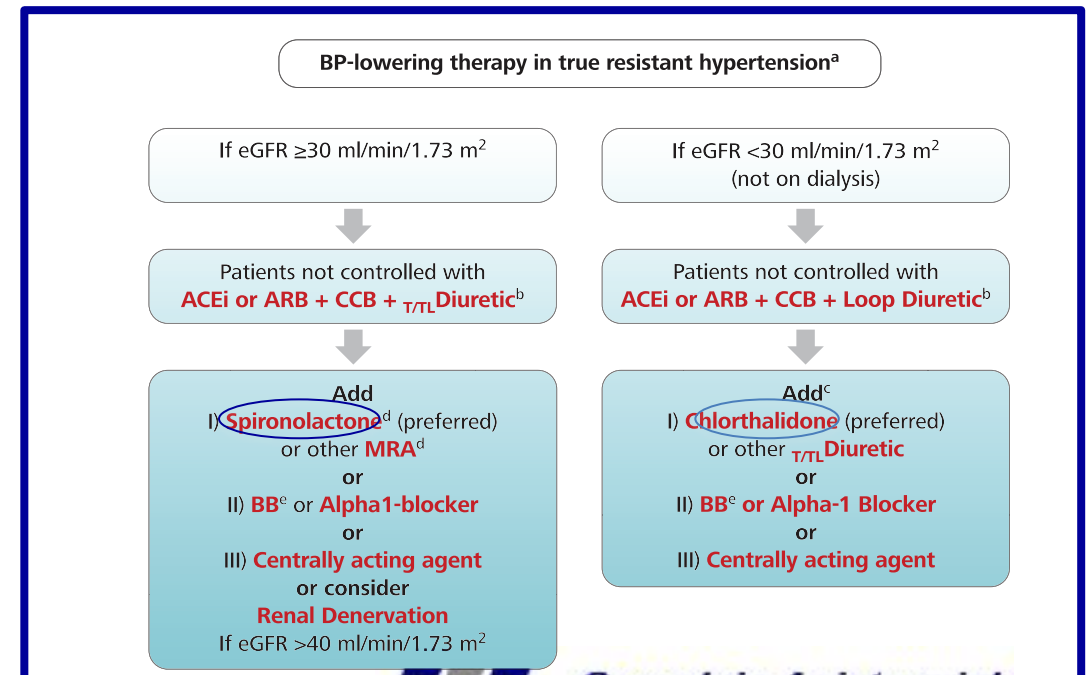 BP-lowering therapy in true resistant hypertensionᵃ
If eGFR ≥30 ml/min/1.73 m²
If eGFR <30 ml/min/1.73 m²
(not on dialysis)
Patients not controlled with
ACEi or ARB + CCB + T/TLDiureticᵇ
Patients not controlled with
ACEi or ARB + CCB + Loop Diureticᵇ
Add
I) Spironolactoneᵈ (preferred)
or other MRAᵈ
or
II) BBᵉ or Alpha1-blocker
or
III) Centrally acting agent
or consider
Renal Denervation
If eGFR >40 ml/min/1.73 m²
Addᶜ
I) Chlorthalidone (preferred)
or other T/TLDiuretic
or
II) BBᵉ or Alpha-1 Blocker
or
III) Centrally acting agent